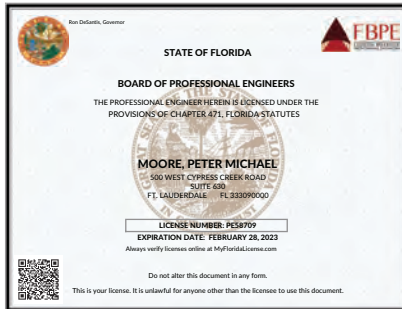 Ron DeSantis, Governor
FBPE
STATE OF FLORIDA
BOARD OF PROFESSIONAL ENGINEERS
THE PROFESSIONAL ENGINEER HEREIN IS LICENSED UNDER THE
PROVISIONS OF CHAPTER 471, FLORIDA STATUTES
MOORE, PETER MICHAEL
500 WEST CYPRESS CREEK ROAD
SUITE 630
FT. LAUDERDALE FL 333090000
LICENSE NUMBER: PE58709
EXPIRATION DATE: FEBRUARY 28, 2023
Always verify licenses online at MyFloridaLicense.com
Do not alter this document in any form.
This is your license. It is unlawful for anyone other than the licensee to use this document.